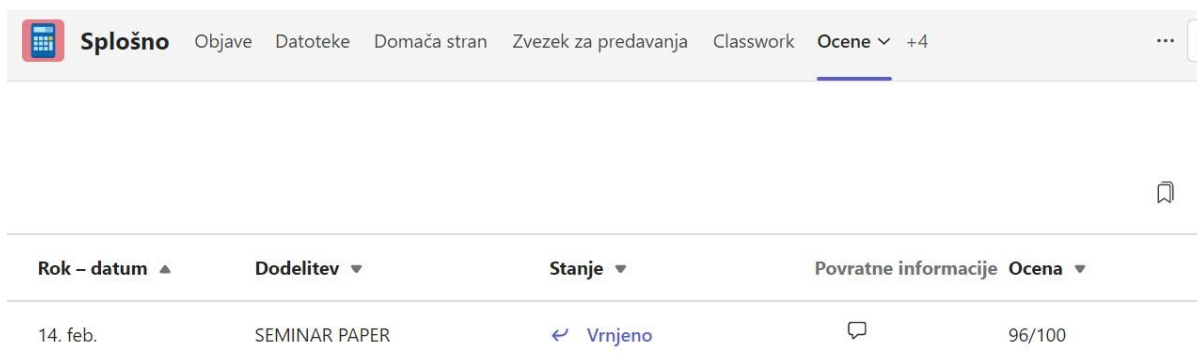 Splošno Objave Datoteke Domača stran Zvezek za predavanja Classwork Ocene +4
Rok – datum Dodelitev Stanje Povratne informacije Ocena
14. feb. SEMINAR PAPER Vrnjeno 96/100